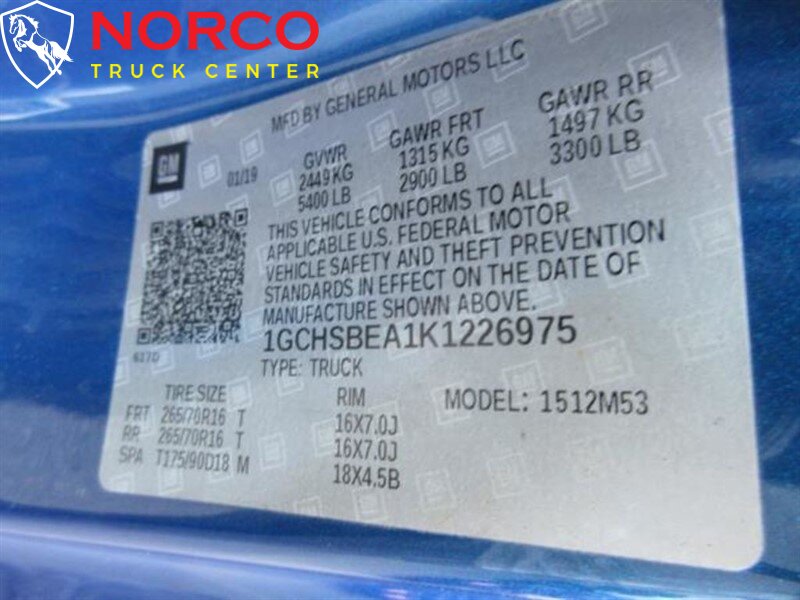 NORCO
TRUCK CENTER
MFD BY GENERAL MOTORS LLC
GM
01/19
GVWR GAWR FRT GAWR RR
2449 KG 1315 KG 1497 KG
5400 LB 2900 LB 3300 LB
THIS VEHICLE CONFORMS TO ALL
APPLICABLE U.S. FEDERAL MOTOR
VEHICLE SAFETY AND THEFT PREVENTION
STANDARDS IN EFFECT ON THE DATE OF
MANUFACTURE SHOWN ABOVE.
1GCHSBEA1K1226975
TYPE: TRUCK
TIRE SIZE RIM MODEL: 1512M53
FRT 265/70R16 T 16X7.0J
RR 265/70R16 T 16X7.0J
SPA T175/90D18 M 18X4.5B